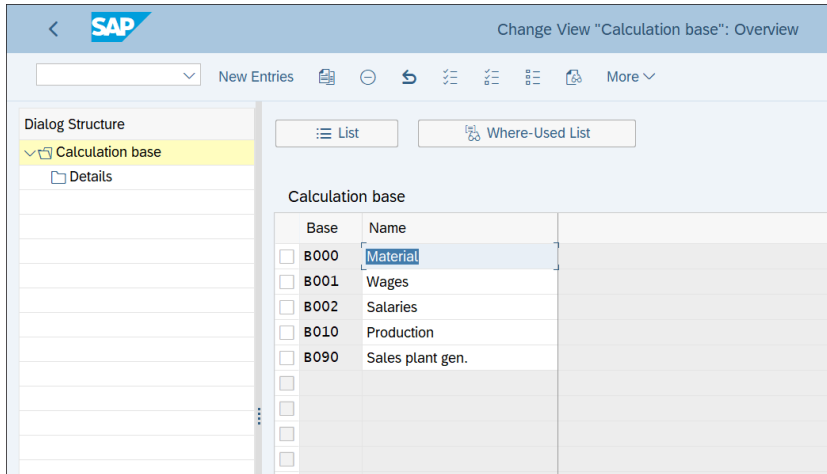 SAP
Change View "Calculation base": Overview
New Entries
More
Dialog Structure
Calculation base
Details
List
Where-Used List
Calculation base
Base Name
B000 Material
B001 Wages
B002 Salaries
B010 Production
B090 Sales plant gen.